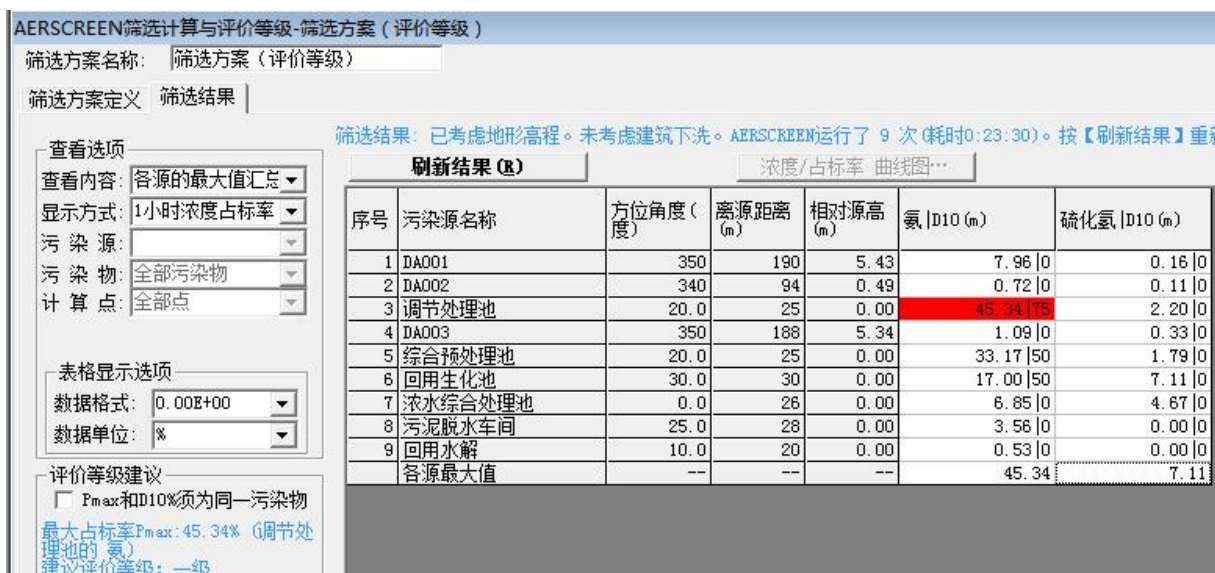 AERSCREEN筛选计算与评价等级-筛选方案（评价等级）
筛选方案名称: 筛选方案（评价等级）
筛选方案定义 筛选结果
筛选结果: 已考虑地形高程。未考虑建筑下洗。AERSCREEN运行了 9 次(耗时0:23:30)。按【刷新结果】重新
刷新结果(R) 浓度/占标率 曲线图…
查看选项
查看内容: 各源的最大值汇总
显示方式: 1小时浓度占标率
污 染 源:
污 染 物: 全部污染物
计 算 点: 全部点
表格显示选项
数据格式: 0.00E+00
数据单位: %
评价等级建议
Pmax和D10%须为同一污染物
最大占标率Pmax:45.34% (调节处
理池的 氨)
建议评价等级: 一级
序号 污染源名称 方位角度(度) 离源距离(m) 相对源高(m) 氨|D10(m) 硫化氢|D10(m)
1 DA001 350 190 5.43 7.96|0 0.16|0
2 DA002 340 94 0.49 0.72|0 0.11|0
3 调节处理池 20.0 25 0.00 45.34|75 2.20|0
4 DA003 350 188 5.34 1.09|0 0.33|0
5 综合预处理池 20.0 25 0.00 33.17|50 1.79|0
6 回用生化池 30.0 30 0.00 17.00|50 7.11|0
7 浓水综合处理池 0.0 26 0.00 6.85|0 4.67|0
8 污泥脱水车间 25.0 28 0.00 3.56|0 0.00|0
9 回用水解 10.0 20 0.00 0.53|0 0.00|0
各源最大值 -- -- -- 45.34 7.11